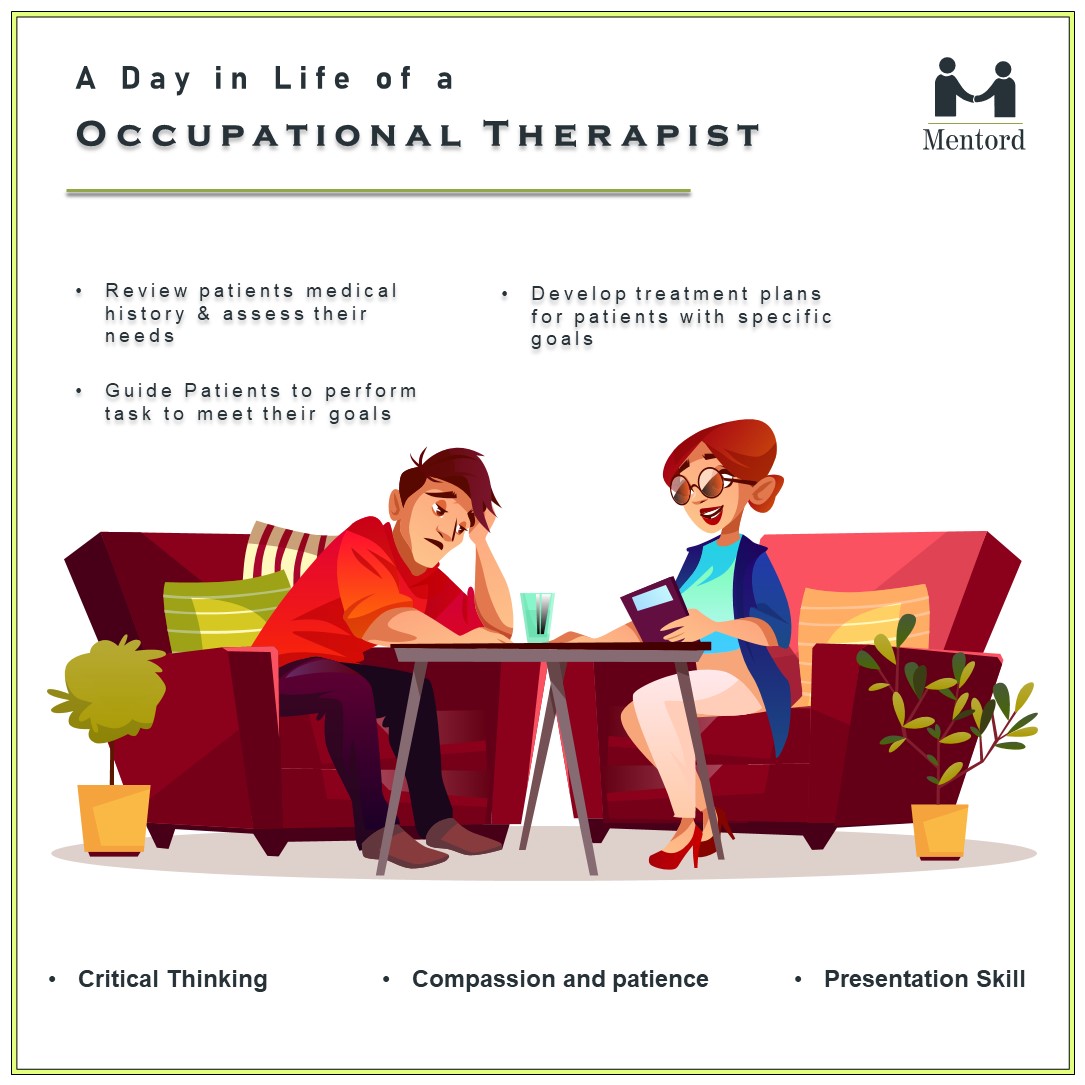 A Day in Life of a
Occupational Therapist
Mentord
• Review patients medical
history & assess their
needs
• Guide Patients to perform
task to meet their goals
• Develop treatment plans
for patients with specific
goals
• Critical Thinking
• Compassion and patience
• Presentation Skill